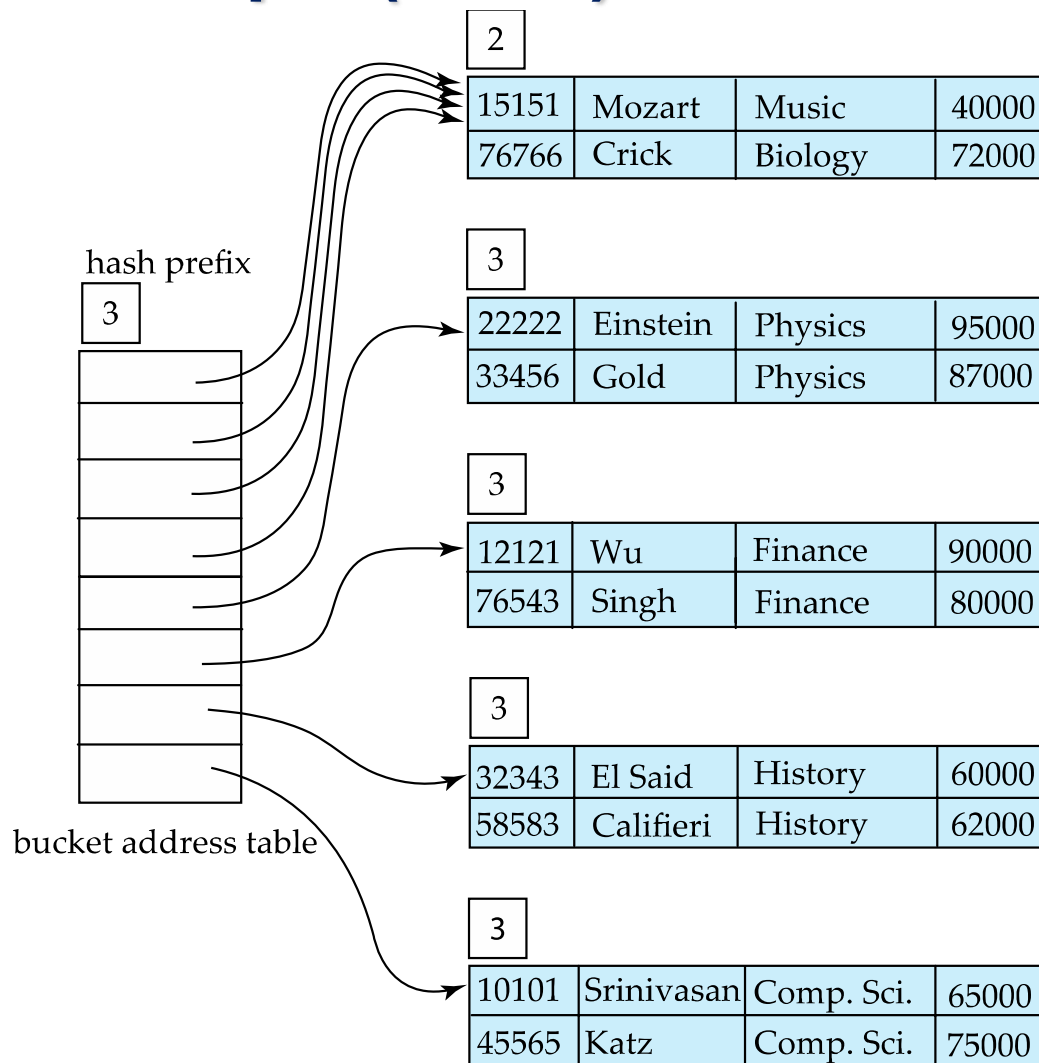 2
15151 Mozart Music 40000
76766 Crick Biology 72000
hash prefix
3
3
22222 Einstein Physics 95000
33456 Gold Physics 87000
3
12121 Wu Finance 90000
76543 Singh Finance 80000
3
32343 El Said History 60000
58583 Califieri History 62000
bucket address table
3
10101 Srinivasan Comp. Sci. 65000
45565 Katz Comp. Sci. 75000